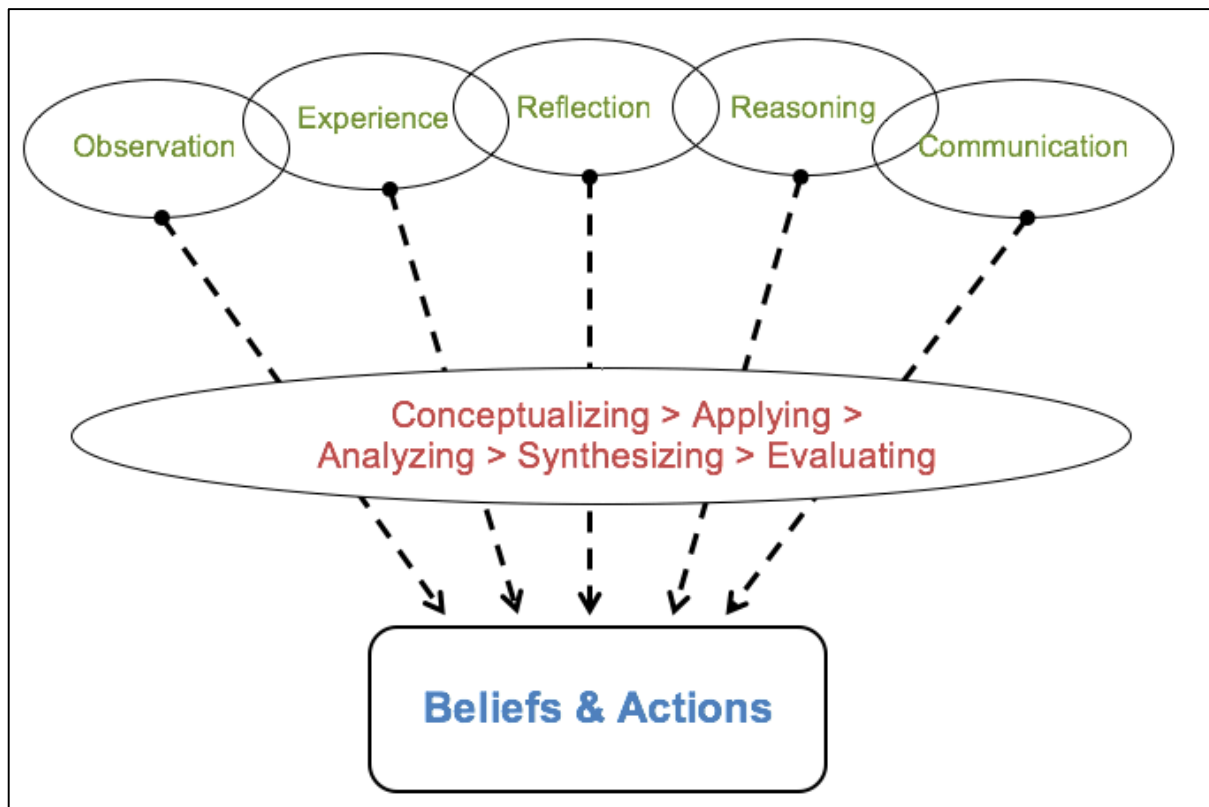 Observation
Experience
Reflection
Reasoning
Communication
Conceptualizing > Applying >
Analyzing > Synthesizing > Evaluating
Beliefs & Actions